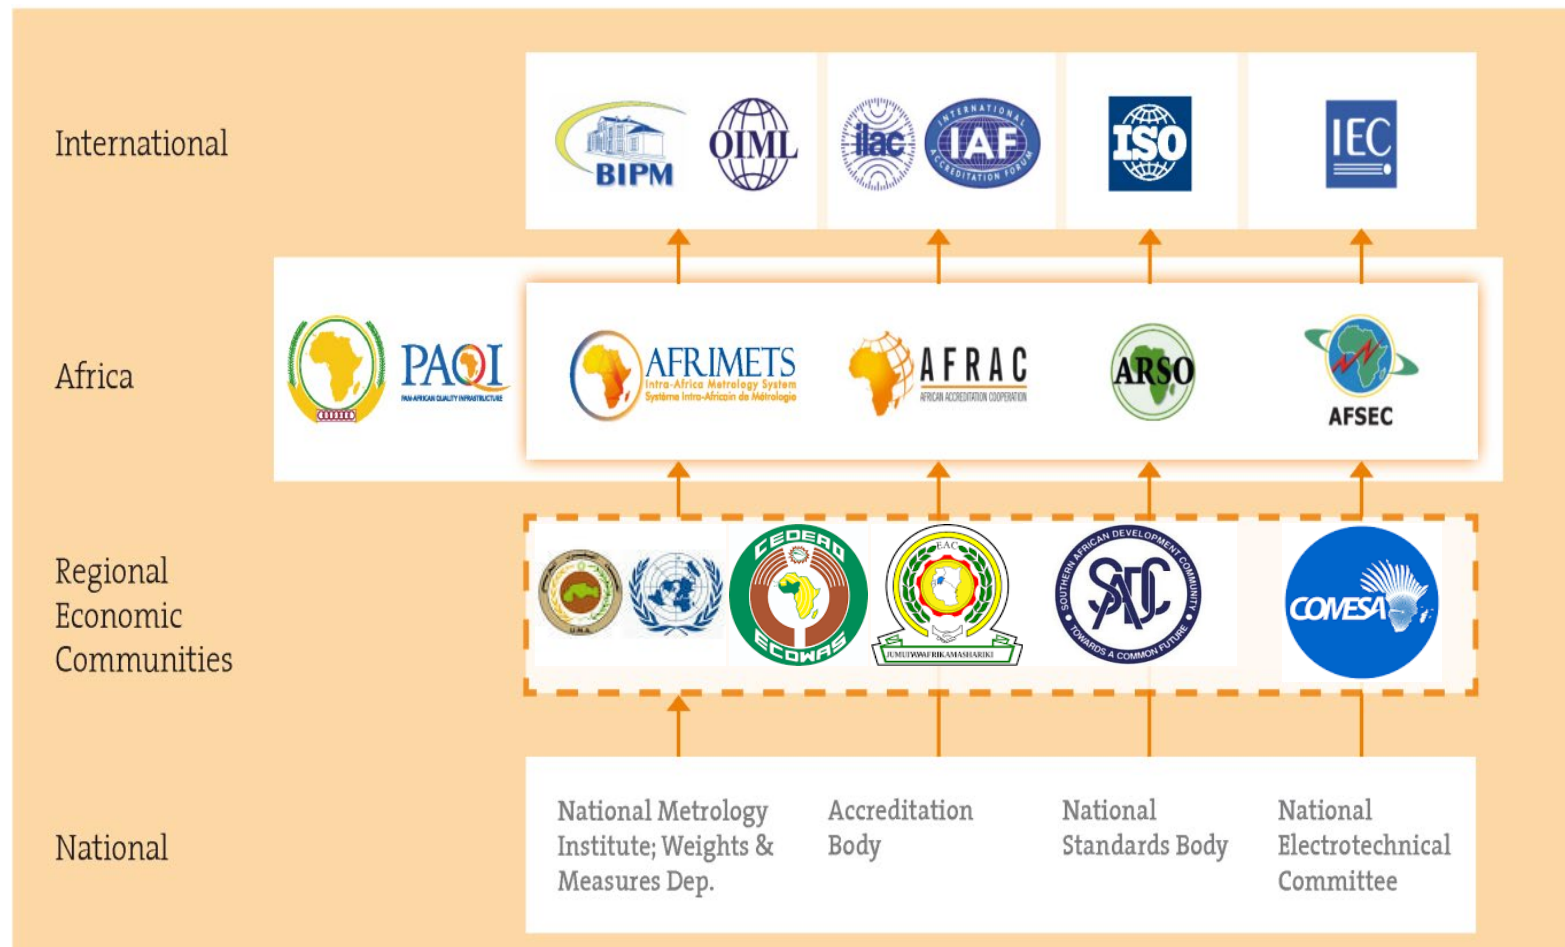 International
BIPM
OIML
ilac
INTERNATIONAL
IAF
ACCREDITATION FORUM
ISO
IEC
Africa
PAQI
PAN-AFRICAN QUALITY INFRASTRUCTURE
AFRIMETS
Intra-Africa Metrology System
Système Intra-Africain de Métrologie
AFRAC
AFRICAN ACCREDITATION COOPERATION
ARSO
AFSEC
Regional
Economic
Communities
U.M.A.
CEDEAO
ECOWAS
EAC
JUMUIYA YA AFRIKA MASHARIKI
SOUTHERN AFRICAN DEVELOPMENT COMMUNITY
SADC
TOWARDS A COMMON FUTURE
COMESA
National
National Metrology
Institute; Weights &
Measures Dep.
Accreditation
Body
National
Standards Body
National
Electrotechnical
Committee